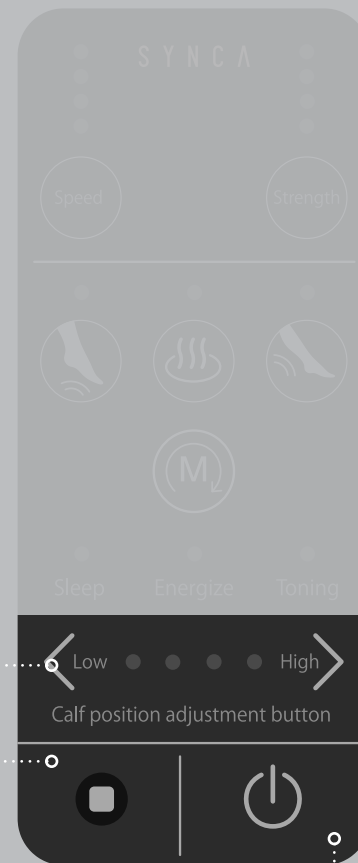 SYNCA
Speed Strength
M
Sleep Energize Toning
Low High
Calf position adjustment button